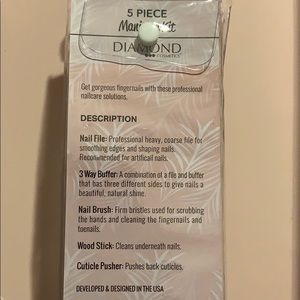 5 PIECE
Manicure Kit
DIAMOND
COSMETICS
Get gorgeous fingernails with these professional
nailcare solutions.
DESCRIPTION
Nail File: Professional heavy, coarse file for
smoothing edges and shaping nails.
Recommended for artificail nails.
3 Way Buffer: A combination of a file and buffer
that has three different sides to give nails a
beautiful, natural shine.
Nail Brush: Firm bristles used for scrubbing
the hands and cleaning the fingernails and
toenails.
Wood Stick: Cleans underneath nails.
Cuticle Pusher: Pushes back cuticles.
DEVELOPED & DESIGNED IN THE USA